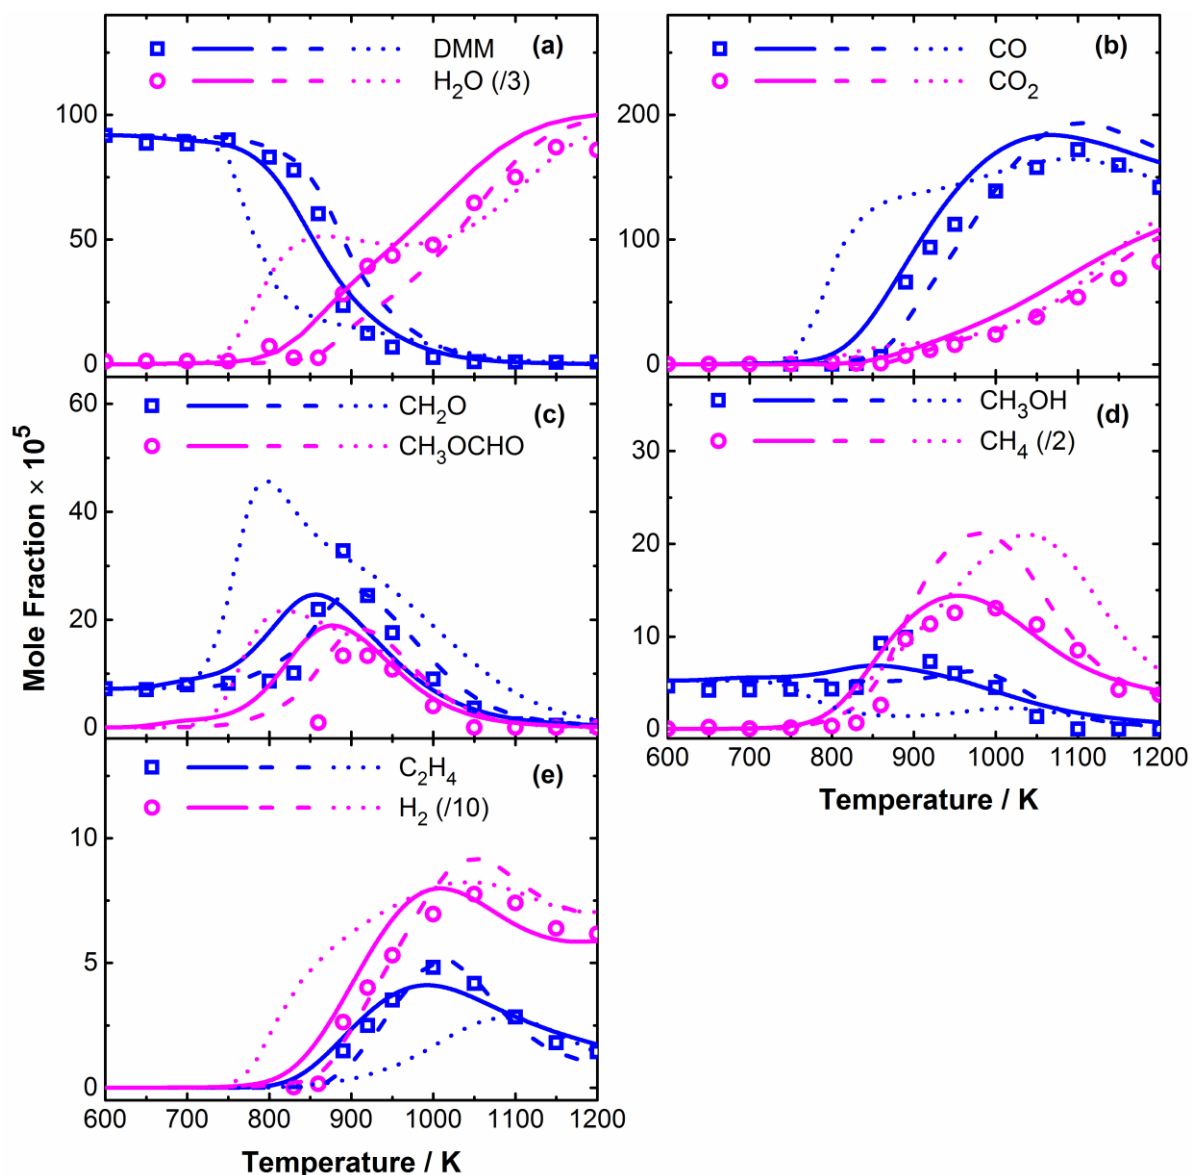 (a)
DMM
H2O (/3)
100
50
0
(b)
CO
CO2
200
100
0
Mole Fraction × 10^5
(c)
CH2O
CH3OCHO
60
40
20
0
(d)
CH3OH
CH4 (/2)
30
20
10
0
600 700 800 900 1000 1100 1200
Temperature / K
(e)
C2H4
H2 (/10)
10
5
0
600 700 800 900 1000 1100 1200
Temperature / K